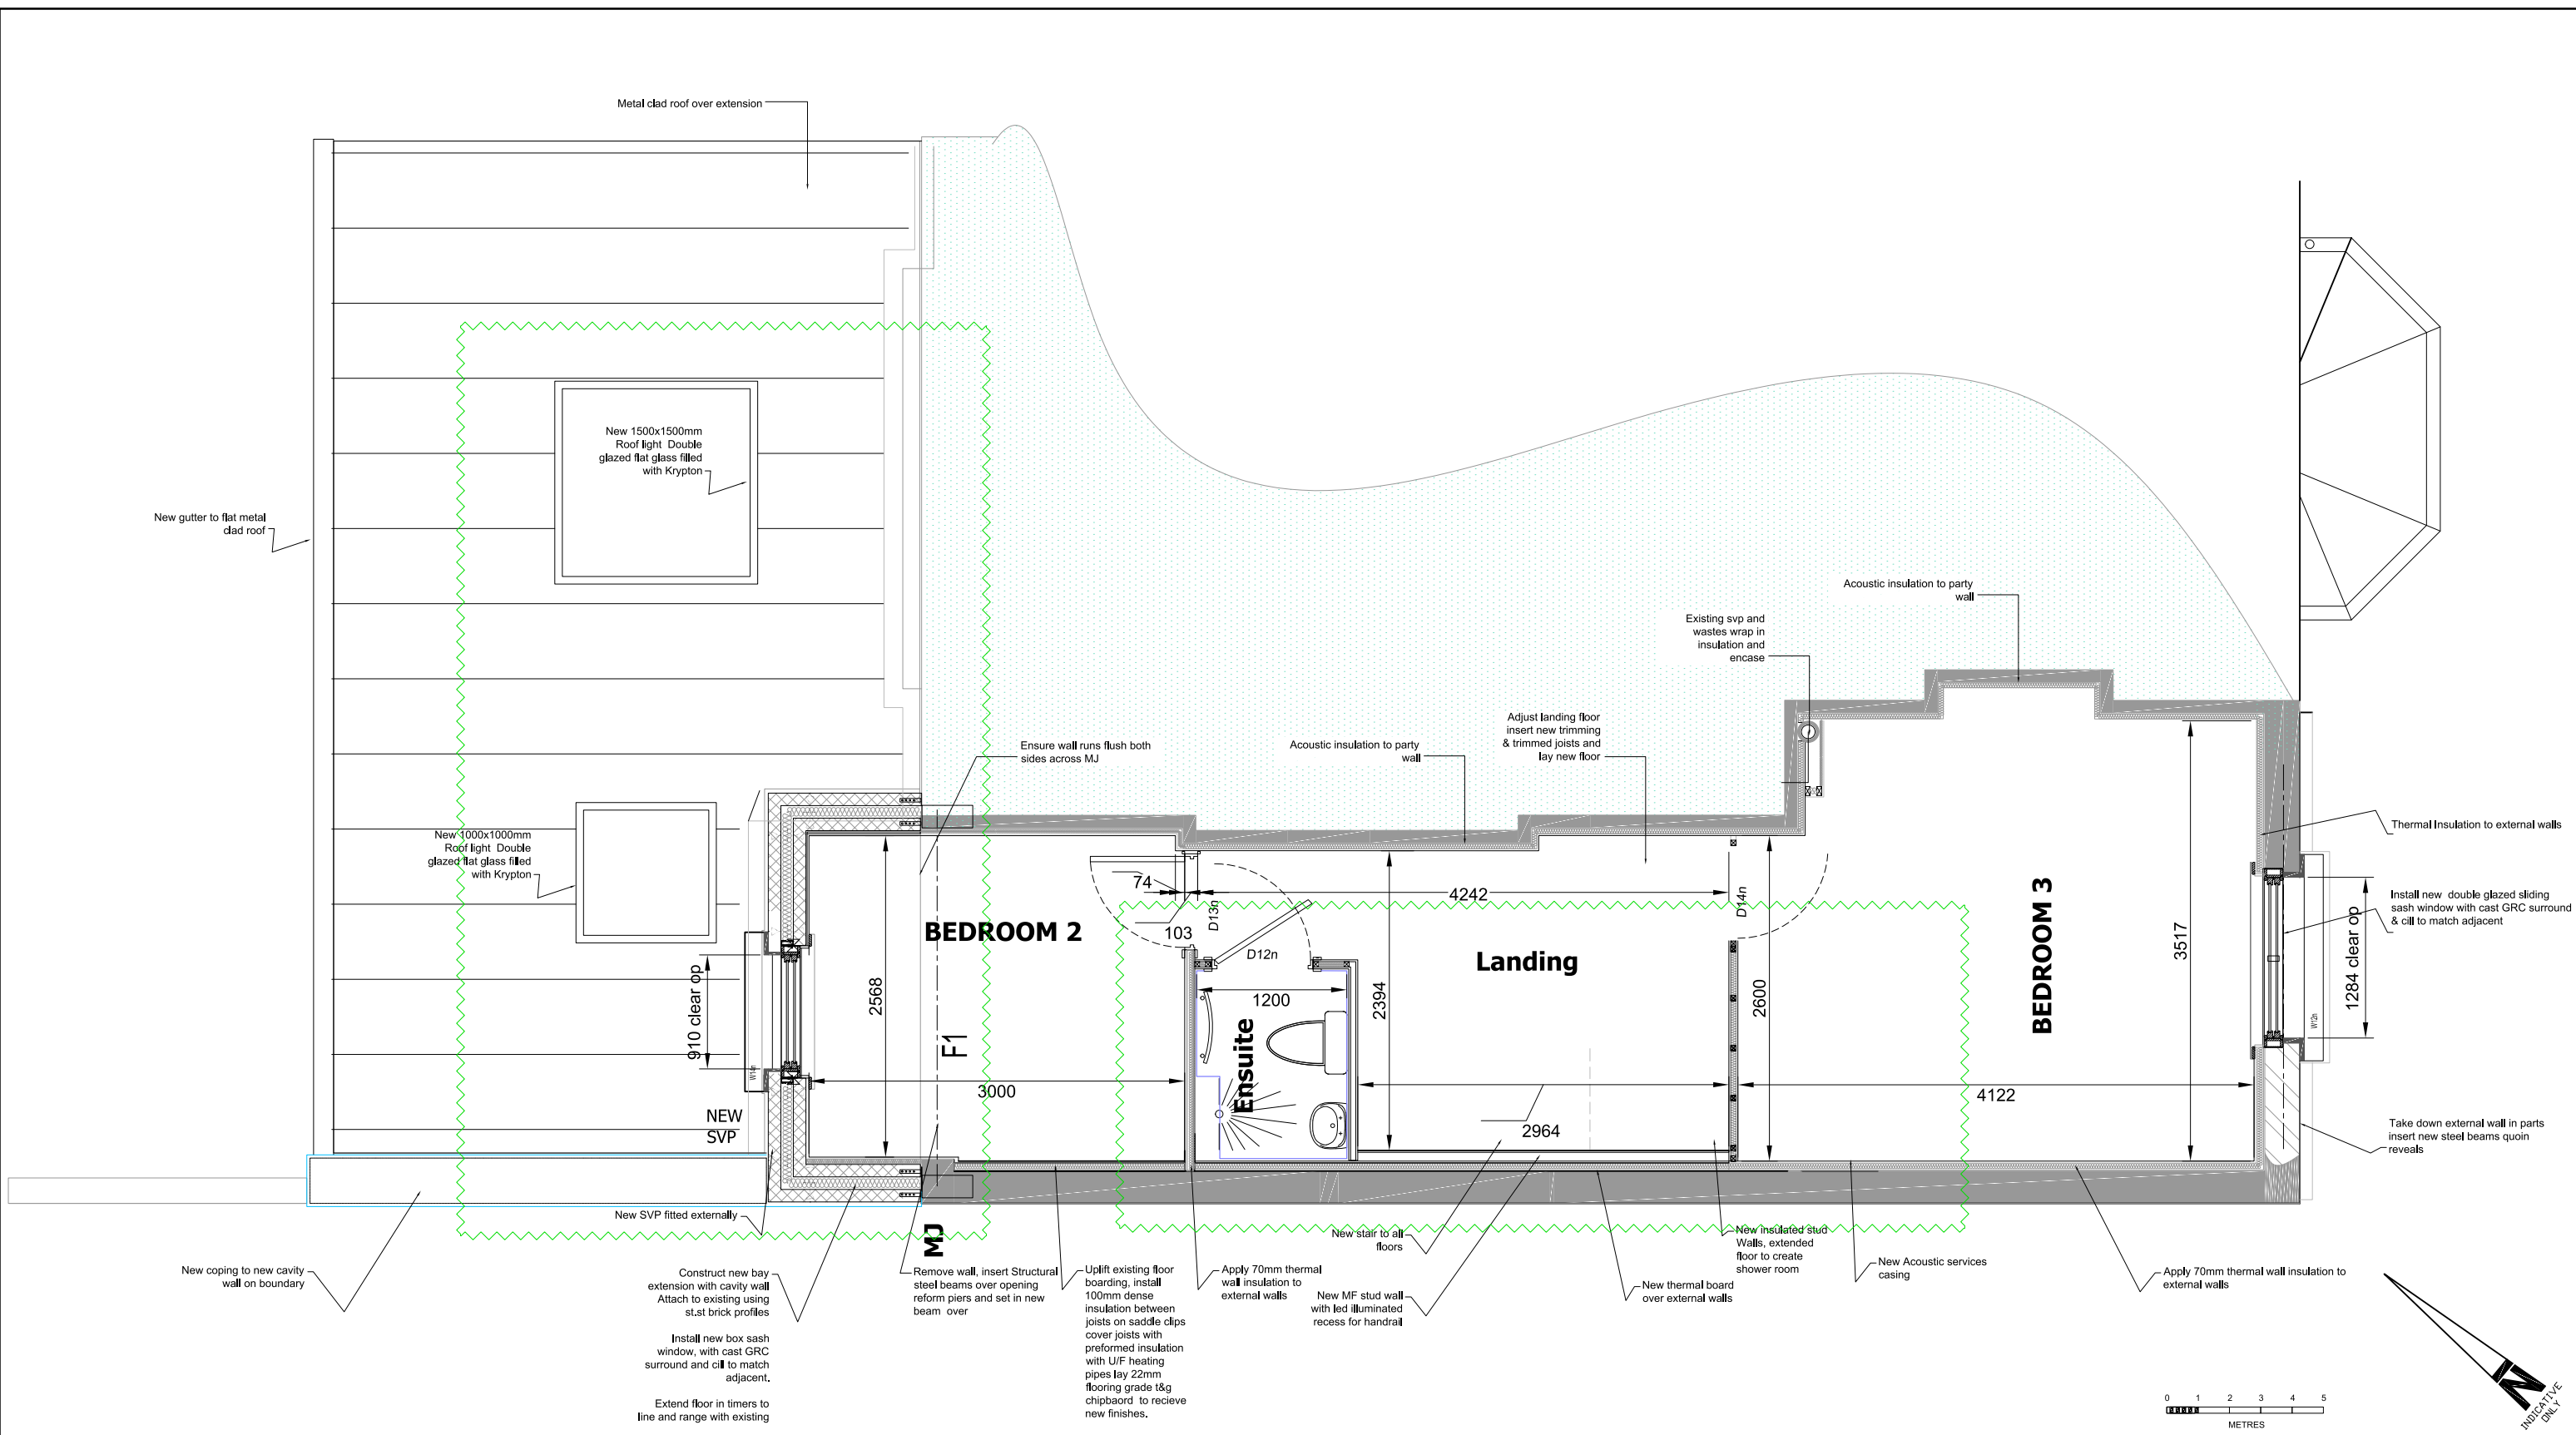 Metal clad roof over extension
New 1500x1500mm
Roof light Double
glazed flat glass filled
with Krypton
New gutter to flat metal
clad roof
Acoustic insulation to party
wall
Existing svp and
wastes wrap in
insulation and
encase
Adjust landing floor
insert new trimming
& trimmed joists and
lay new floor
Ensure wall runs flush both
sides across MJ
Acoustic insulation to party
wall
New 1000x1000mm
Roof light Double
glazed flat glass filled
with Krypton
Thermal Insulation to external walls
Install new double glazed sliding
sash window with cast GRC surround
& cill to match adjacent
74
103
4242
D13n
D12n
D14n
BEDROOM 2
Landing
BEDROOM 3
Ensuite
1200
2568
2394
2600
3517
910 clear op
1284 clear op
W14n
W12n
F1
3000
2964
4122
NEW
SVP
Take down external wall in parts
insert new steel beams quoin
reveals
New SVP fitted externally
MJ
New coping to new cavity
wall on boundary
Construct new bay
extension with cavity wall
Attach to existing using
st.st brick profiles
Install new box sash
window, with cast GRC
surround and cill to match
adjacent.
Extend floor in timers to
line and range with existing
Remove wall, insert Structural
steel beams over opening
reform piers and set in new
beam over
Uplift existing floor
boarding, install
100mm dense
insulation between
joists on saddle clips
cover joists with
preformed insulation
with U/F heating
pipes lay 22mm
flooring grade t&g
chipbaord to recieve
new finishes.
Apply 70mm thermal
wall insulation to
external walls
New stair to all
floors
New MF stud wall
with led illuminated
recess for handrail
New thermal board
over external walls
New insulated stud
Walls, extended
floor to create
shower room
New Acoustic services
casing
Apply 70mm thermal wall insulation to
external walls
0 1 2 3 4 5
METRES
N
INDICATIVE
ONLY